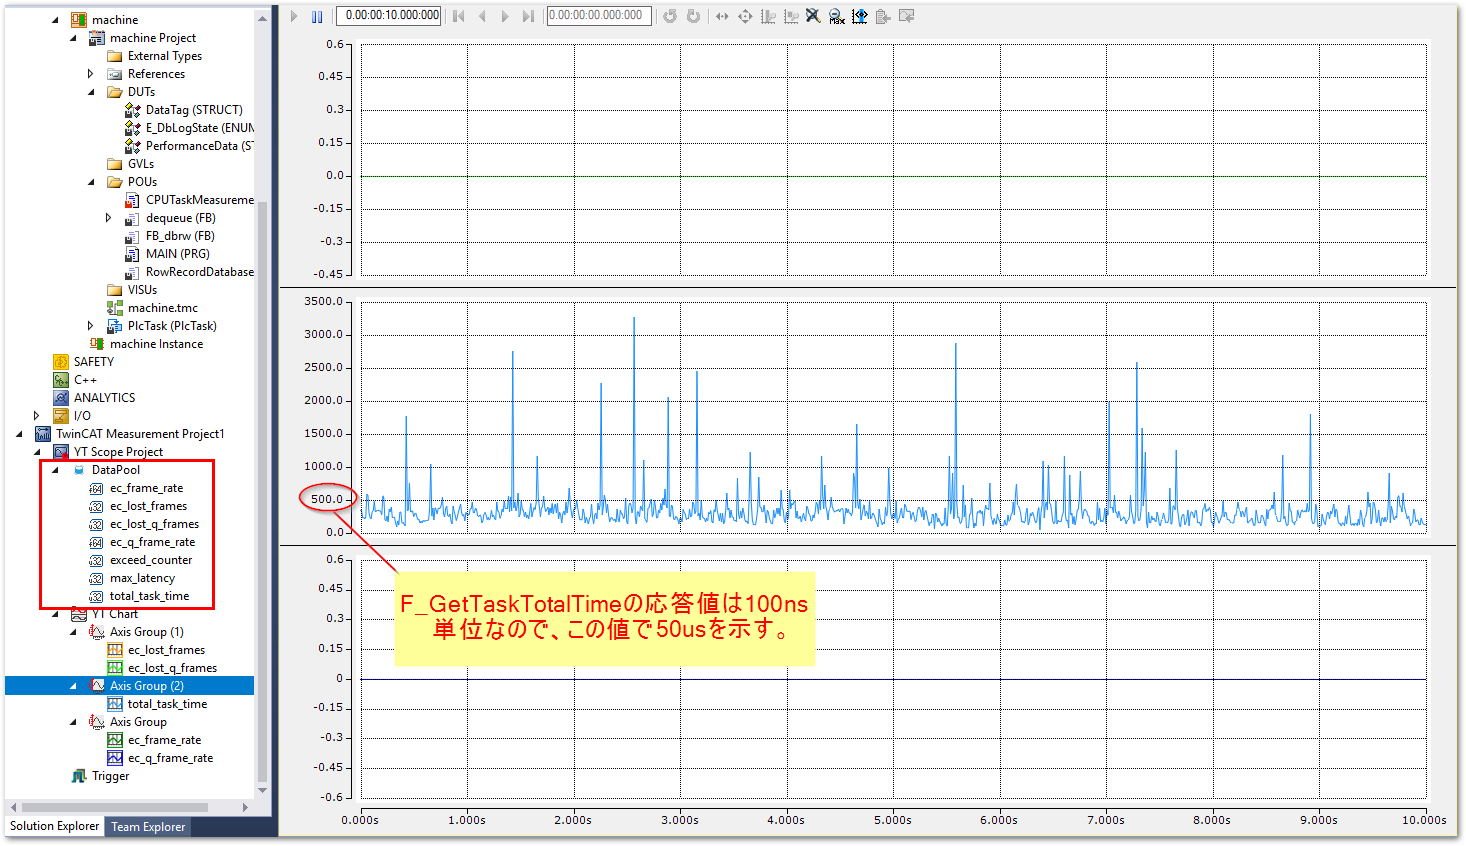 machine
machine Project
External Types
References
DUTs
DataTag (STRUCT)
E_DbLogState (ENUM
PerformanceData (ST
GVLs
POUs
CPUTaskMeasureme
dequeue (FB)
FB_dbrw (FB)
MAIN (PRG)
RowRecordDatabase
VISUs
machine.tmc
PlcTask (PlcTask)
machine Instance
SAFETY
C++
ANALYTICS
I/O
TwinCAT Measurement Project1
YT Scope Project
DataPool
ec_frame_rate
ec_lost_frames
ec_lost_q_frames
ec_q_frame_rate
exceed_counter
max_latency
total_task_time
YT Chart
Axis Group (1)
ec_lost_frames
ec_lost_q_frames
Axis Group (2)
total_task_time
Axis Group
ec_frame_rate
ec_q_frame_rate
Trigger
Solution Explorer Team Explorer
0.00:00:10.000:000 0.00:00:00.000:000 Max
0.6
0.45
0.3
0.15
0.0
-0.15
-0.3
-0.45
3500.0
3000.0
2500.0
2000.0
1500.0
1000.0
500.0
0.0
F_GetTaskTotalTimeの応答値は100ns
単位なので、この値で50usを示す。
0.6
0.45
0.3
0.15
0
-0.15
-0.3
-0.45
-0.6
0.000s 1.000s 2.000s 3.000s 4.000s 5.000s 6.000s 7.000s 8.000s 9.000s 10.000s